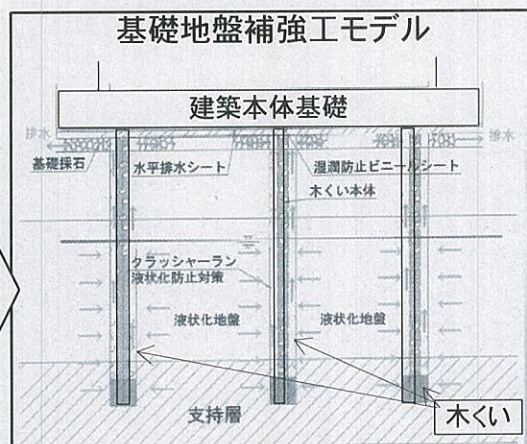 基礎地盤補強工モデル
建築本体基礎
排水
排水
基礎採石
水平排水シート
湿潤防止ビニールシート
木くい本体
クラッシャーラン
液状化防止対策
液状化地盤
液状化地盤
支持層
木くい